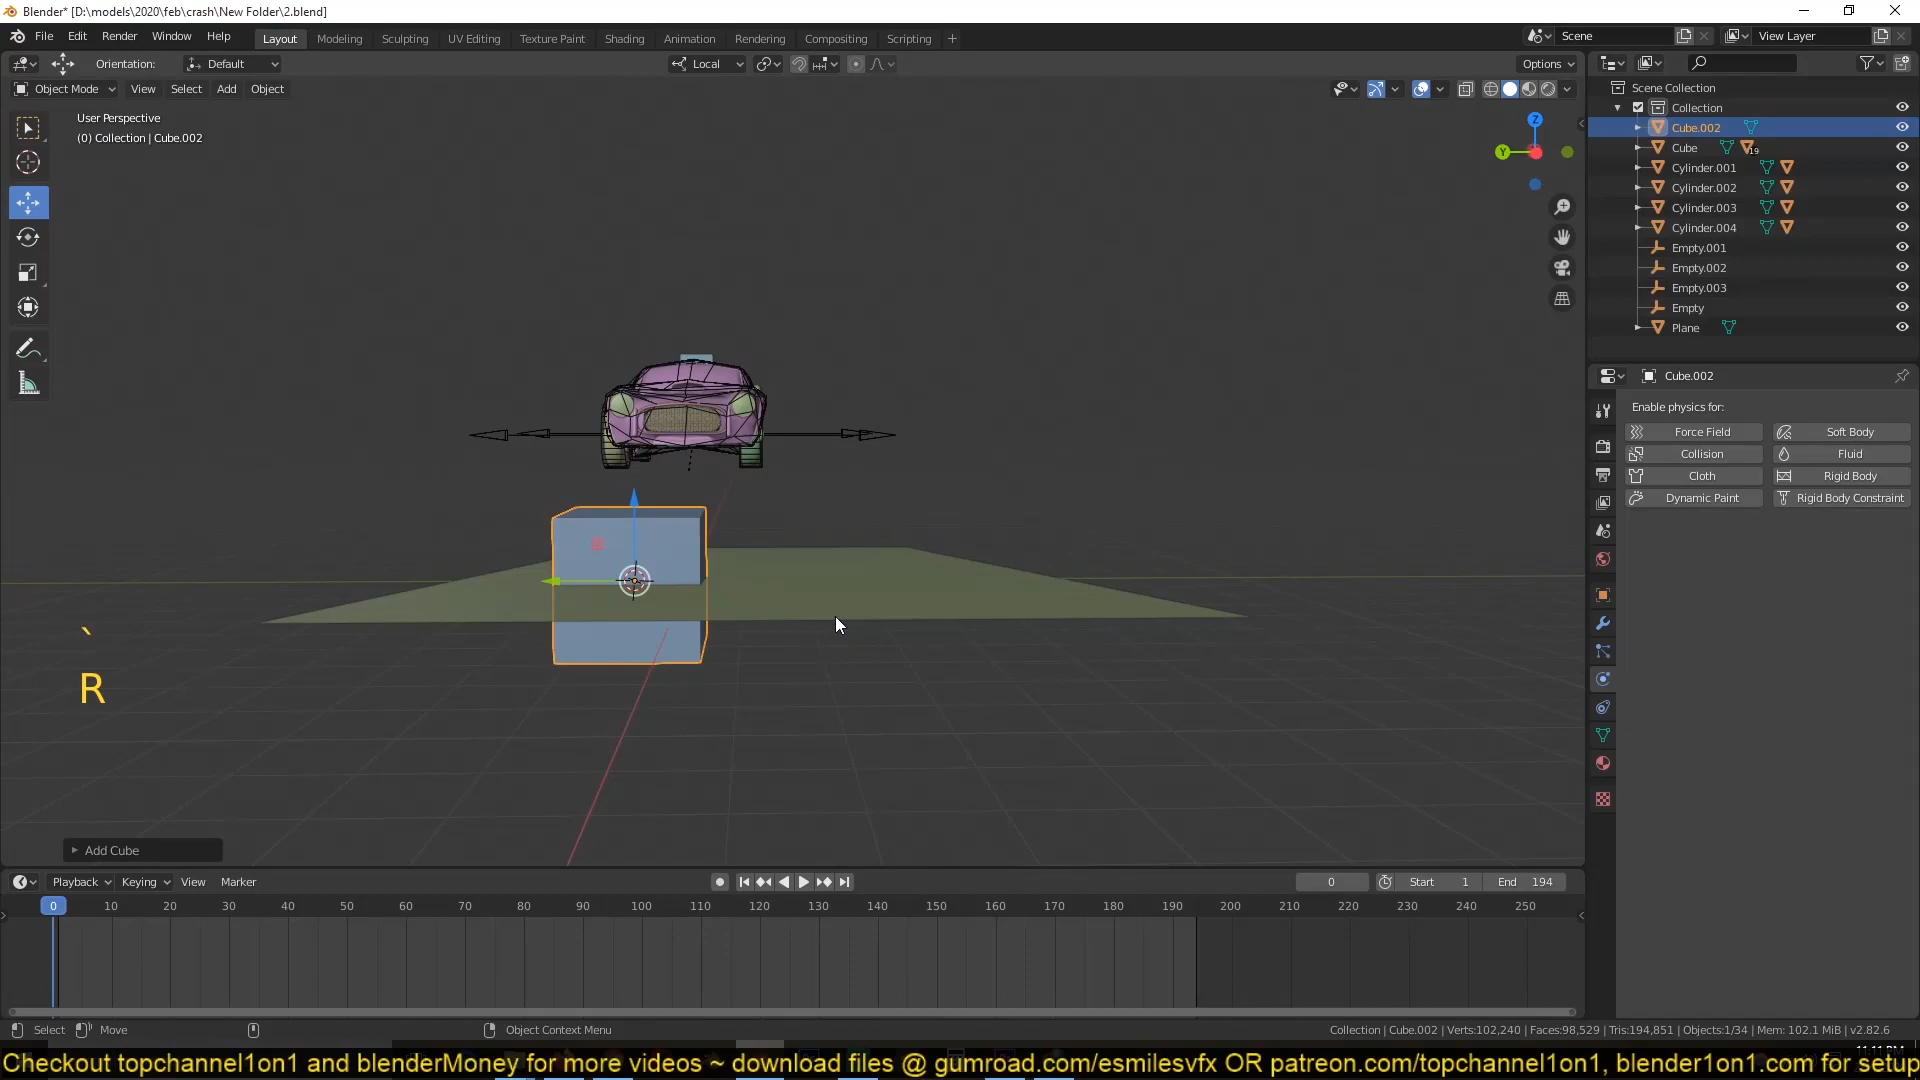 Blender* [D:\models\2020\feb\crash\New Folder\2.blend]
File Edit Render Window Help Layout Modeling Sculpting UV Editing Texture Paint Shading Animation Rendering Compositing Scripting + Scene View Layer
Orientation: Default Local Options
Object Mode View Select Add Object
User Perspective
(0) Collection | Cube.002
Z
Y
Scene Collection
Collection
Cube.002
Cube 19
Cylinder.001
Cylinder.002
Cylinder.003
Cylinder.004
Empty.001
Empty.002
Empty.003
Empty
Plane
Cube.002
Enable physics for:
Force Field Soft Body
Collision Fluid
Cloth Rigid Body
Dynamic Paint Rigid Body Constraint
`
R
Add Cube
Playback Keying View Marker 0 Start 1 End 194
0 10 20 30 40 50 60 70 80 90 100 110 120 130 140 150 160 170 180 190 200 210 220 230 240 250
Select Move Object Context Menu Collection | Cube.002 | Verts:102,240 | Faces:98,529 | Tris:194,851 | Objects:1/34 | Mem: 102.1 MiB | v2.82.6
Checkout topchannel1on1 and blenderMoney for more videos ~ download files @ gumroad.com/esmilesvfx OR patreon.com/topchannel1on1, blender1on1.com for setup